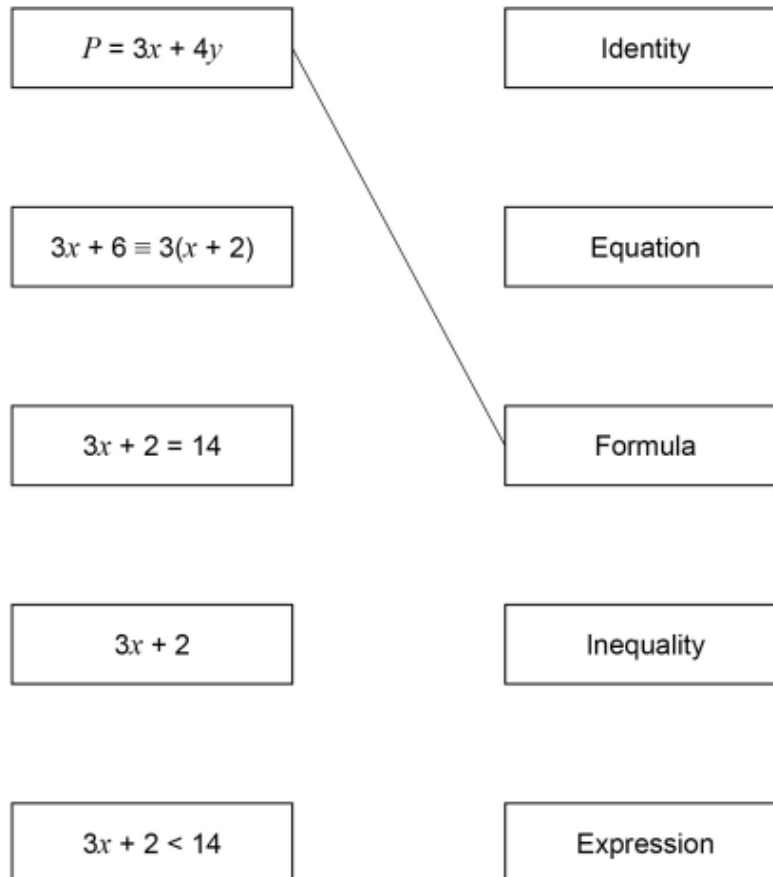 P = 3x + 4y
Identity
3x + 6 ≡ 3(x + 2)
Equation
3x + 2 = 14
Formula
3x + 2
Inequality
3x + 2 < 14
Expression